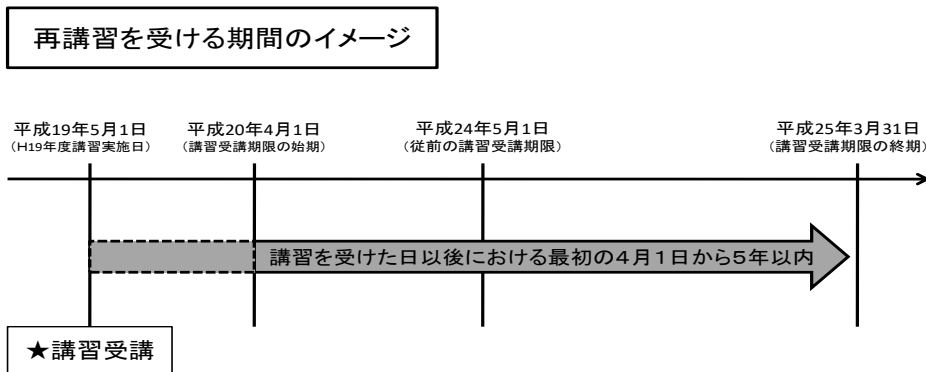 再講習を受ける期間のイメージ
平成19年5月1日
（H19年度講習実施日）
平成20年4月1日
（講習受講期限の始期）
平成24年5月1日
（従前の講習受講期限）
平成25年3月31日
（講習受講期限の終期）
講習を受けた日以後における最初の４月１日から５年以内
★講習受講